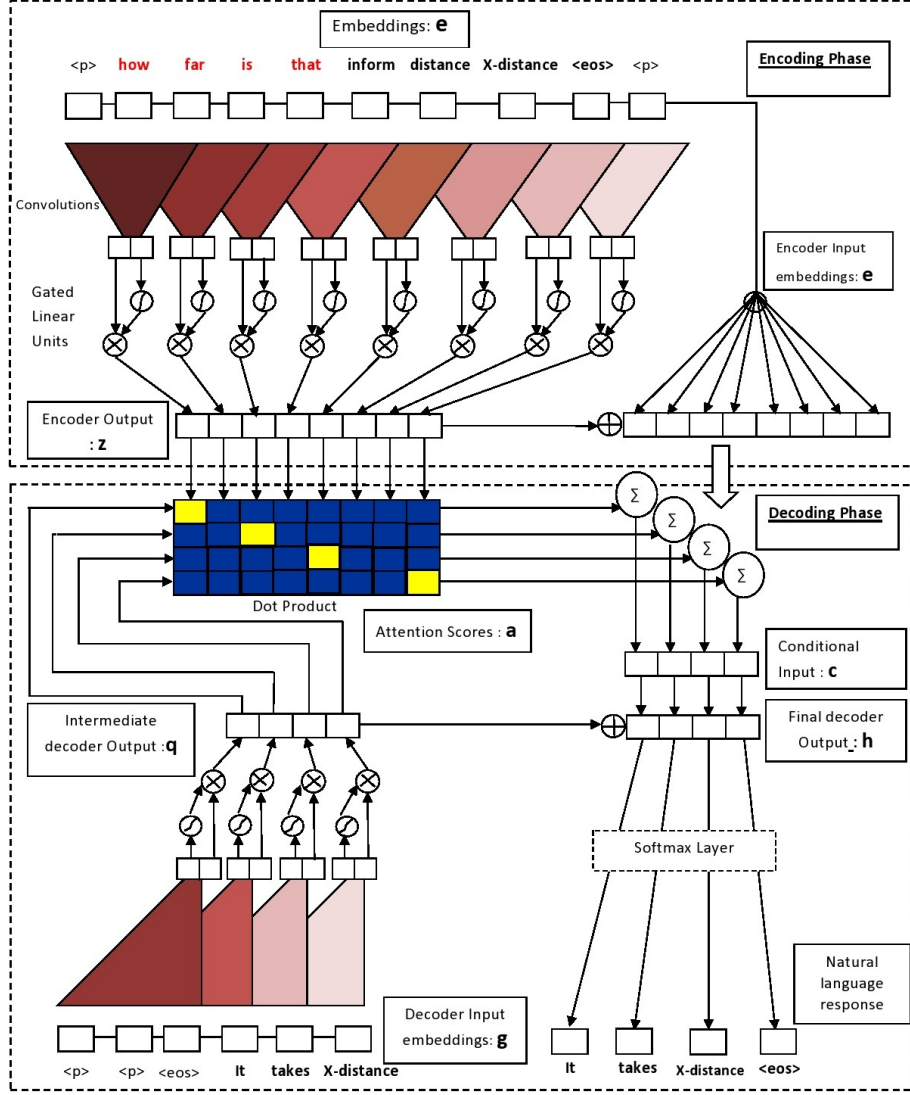 Embeddings: e
<p> how far is that inform distance X-distance <eos> <p>
Encoding Phase
Convolutions
Encoder Input
embeddings: e
Gated
Linear
Units
Encoder Output
: z
Decoding Phase
Σ
Σ
Σ
Σ
Dot Product
Attention Scores : a
Conditional
Input : c
Intermediate
decoder Output :q
Final decoder
Output : h
Softmax Layer
Natural
language
response
Decoder Input
embeddings: g
<p> <p> <eos> It takes X-distance
It takes X-distance <eos>